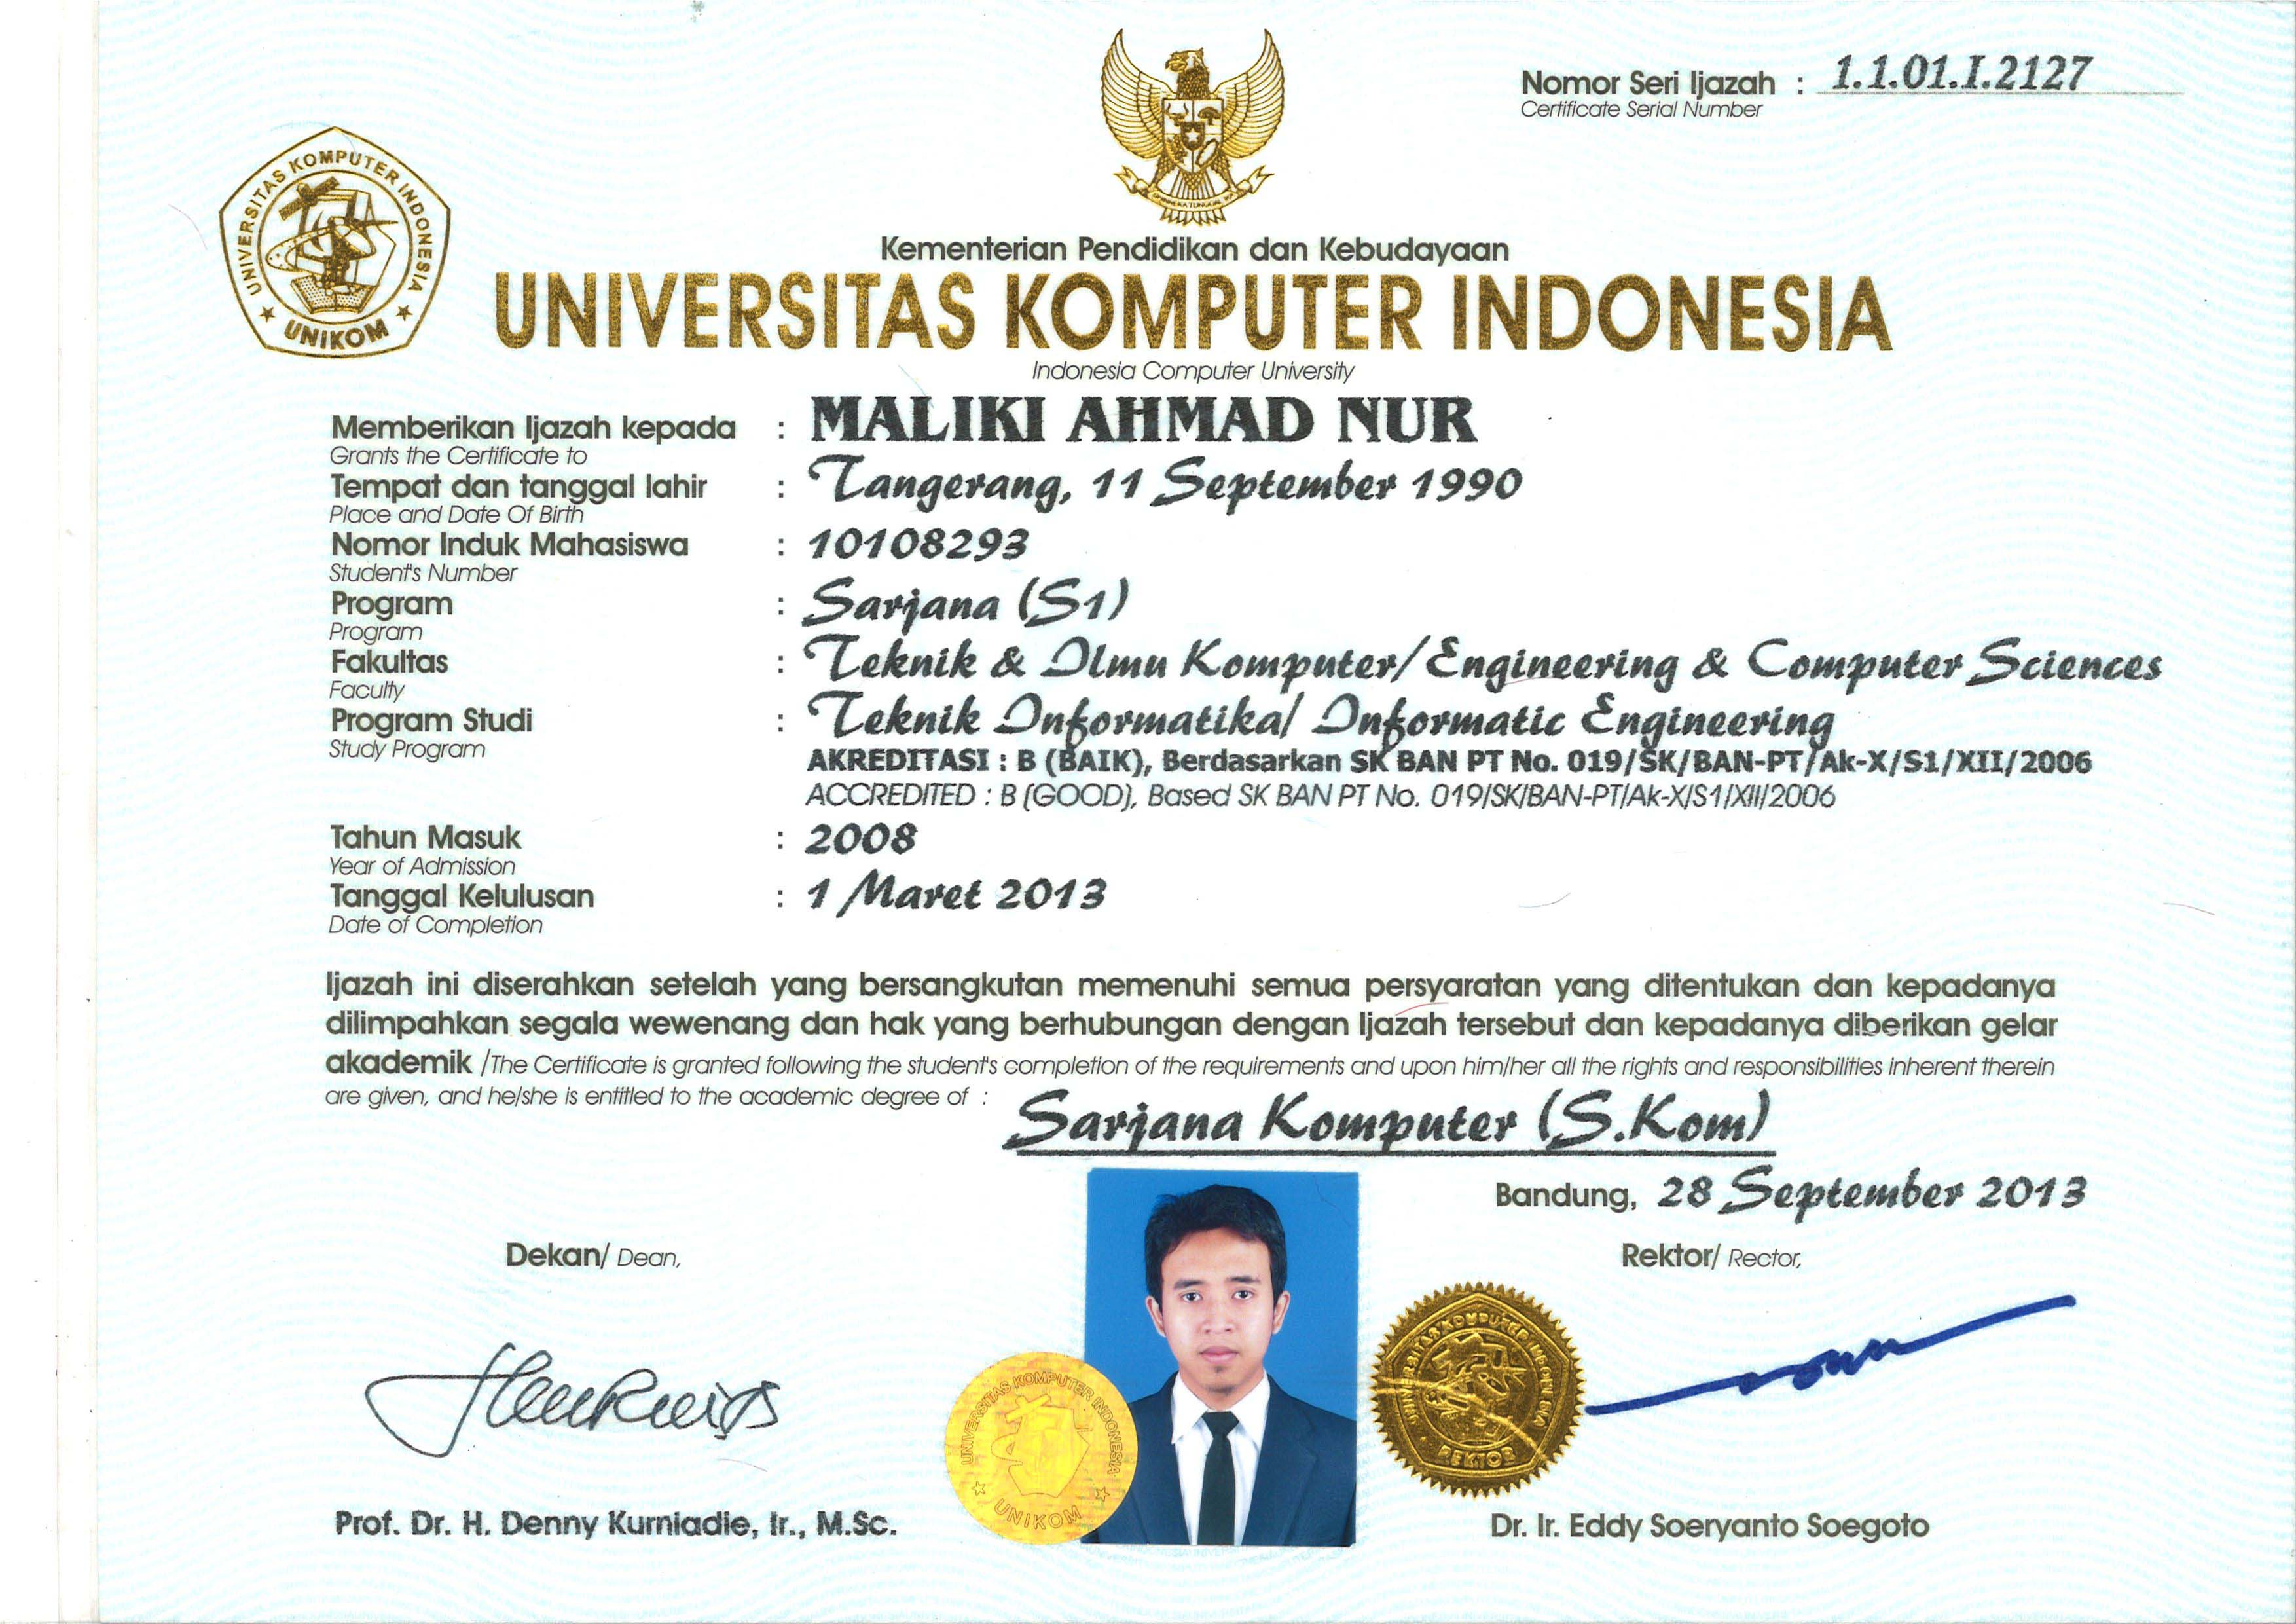 Nomor Seri Ijazah : 1.1.01.I.2127
Certificate Serial Number
UNIVERSITAS KOMPUTER INDONESIA
UNIKOM
Kementerian Pendidikan dan Kebudayaan
UNIVERSITAS KOMPUTER INDONESIA
Indonesia Computer University
Memberikan Ijazah kepada : MALIKI AHMAD NUR
Grants the Certificate to
Tempat dan tanggal lahir : Tangerang, 11 September 1990
Place and Date Of Birth
Nomor Induk Mahasiswa : 10108293
Student's Number
Program : Sarjana (S1)
Program
Fakultas : Teknik & Ilmu Komputer/Engineering & Computer Sciences
Faculty
Program Studi : Teknik Informatika/ Informatic Engineering
Study Program
AKREDITASI : B (BAIK), Berdasarkan SK BAN PT No. 019/SK/BAN-PT/Ak-X/S1/XII/2006
ACCREDITED : B (GOOD), Based SK BAN PT No. 019/SK/BAN-PT/Ak-X/S1/XII/2006
Tahun Masuk : 2008
Year of Admission
Tanggal Kelulusan : 1 Maret 2013
Date of Completion
Ijazah ini diserahkan setelah yang bersangkutan memenuhi semua persyaratan yang ditentukan dan kepadanya
dilimpahkan segala wewenang dan hak yang berhubungan dengan Ijazah tersebut dan kepadanya diberikan gelar
akademik /The Certificate is granted following the student's completion of the requirements and upon him/her all the rights and responsibilities inherent therein
are given, and he/she is entitled to the academic degree of :
Sarjana Komputer (S.Kom)
Bandung, 28 September 2013
Dekan/ Dean,
Rektor/ Rector,
UNIVERSITAS KOMPUTER INDONESIA
UNIKOM
UNIVERSITAS KOMPUTER INDONESIA
REKTOR
Prof. Dr. H. Denny Kurniadie, Ir., M.Sc.
Dr. Ir. Eddy Soeryanto Soegoto